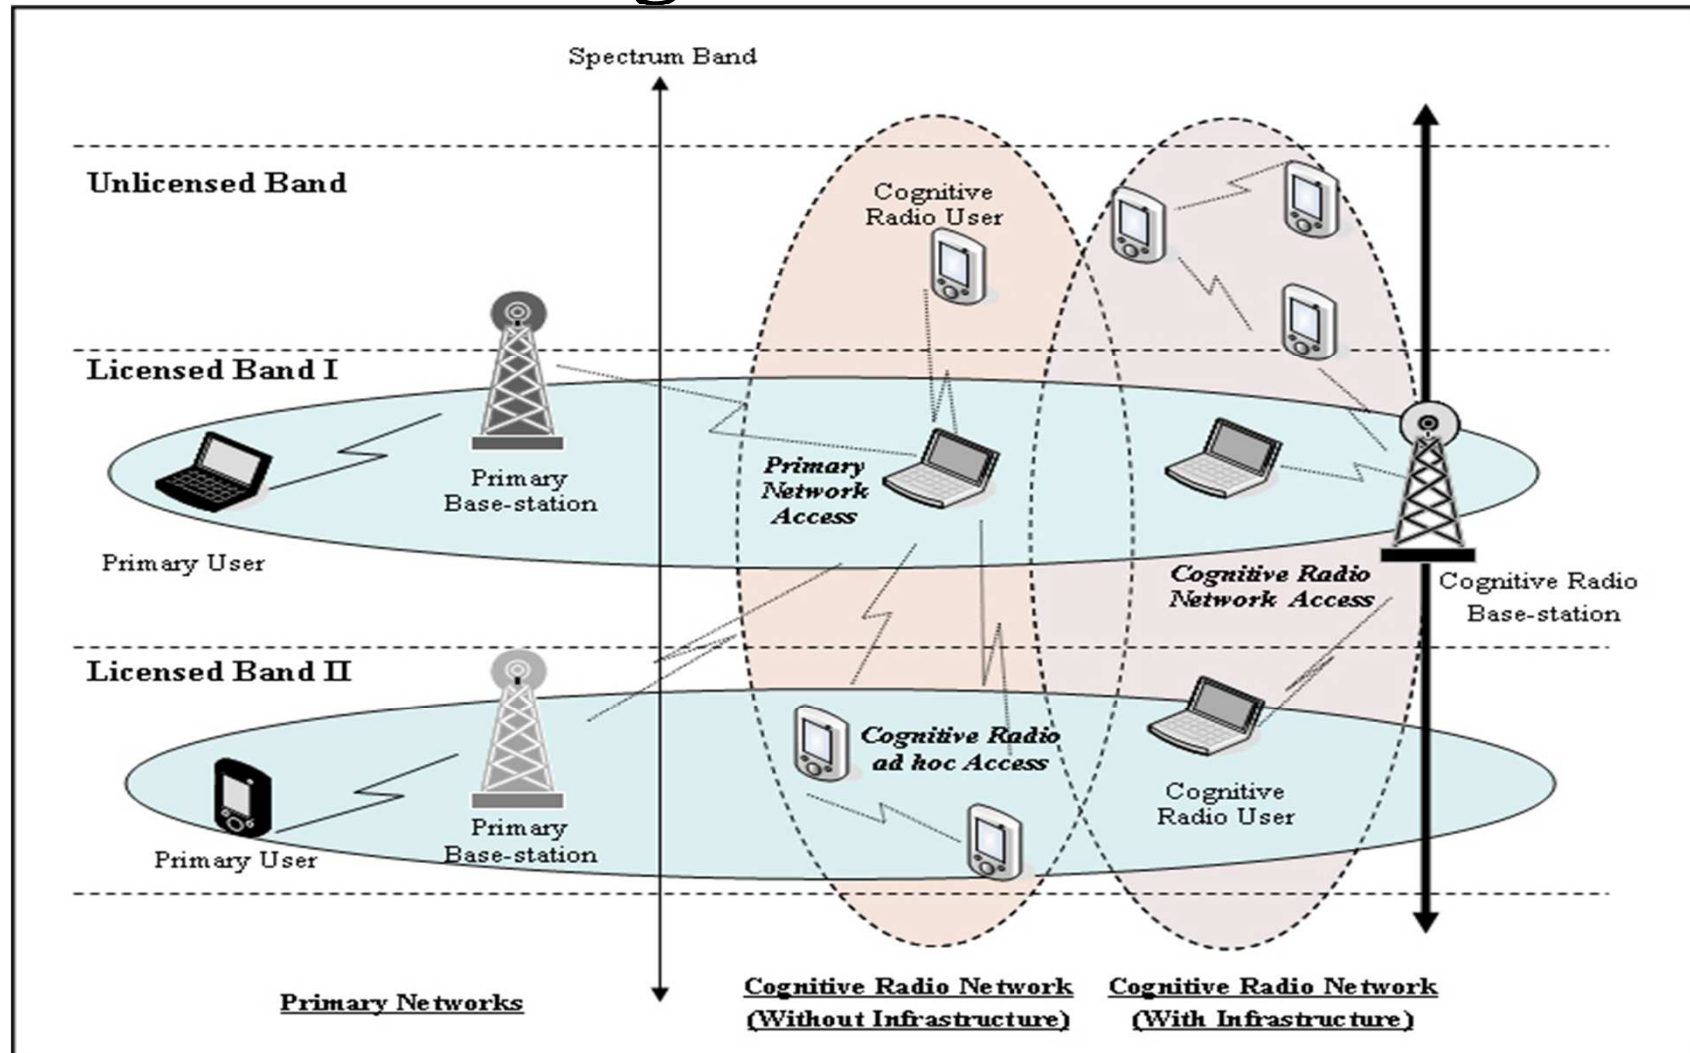 Spectrum Band
Unlicensed Band
Cognitive
Radio User
Licensed Band I
Primary
Base-station
Primary
Network
Access
Primary User
Cognitive Radio
Network Access
Cognitive Radio
Base-station
Licensed Band II
Cognitive Radio
ad hoc Access
Cognitive
Radio User
Primary
Base-station
Primary User
Primary Networks
Cognitive Radio Network
(Without Infrastructure)
Cognitive Radio Network
(With Infrastructure)